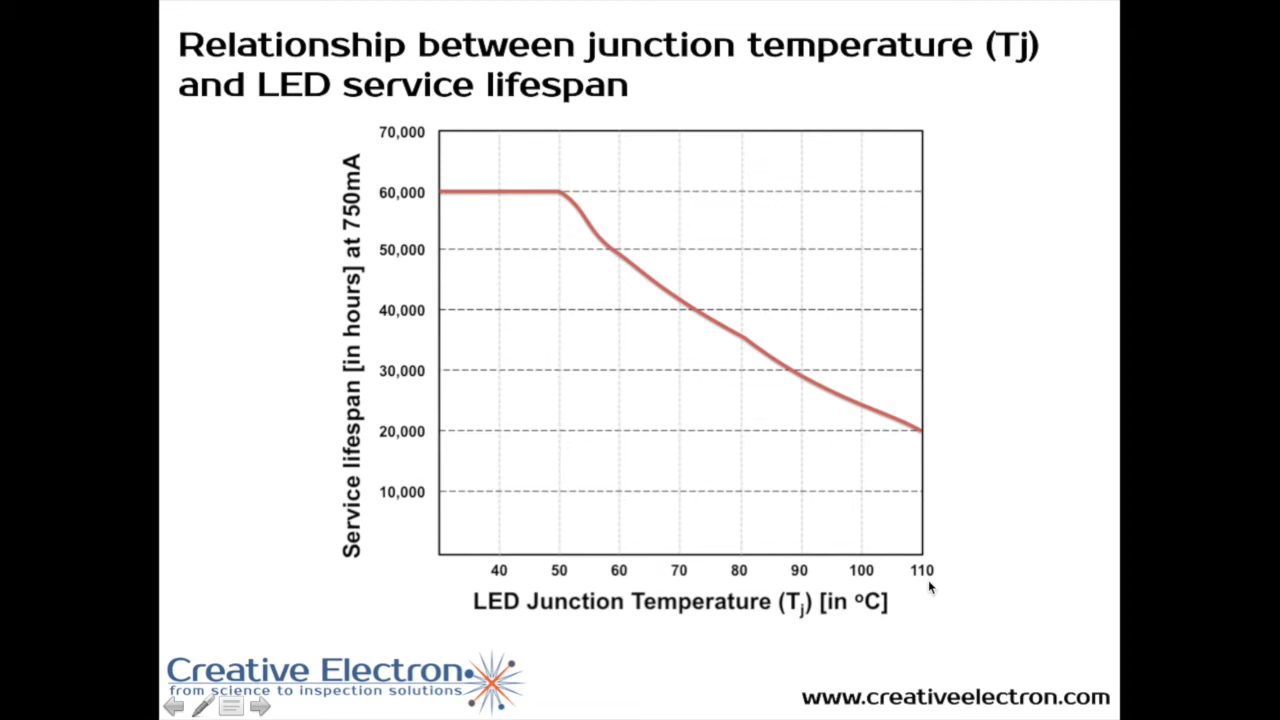 Relationship between junction temperature (Tj)
and LED service lifespan
Service lifespan [in hours] at 750mA
70,000
60,000
50,000
40,000
30,000
20,000
10,000
40 50 60 70 80 90 100 110
LED Junction Temperature (Tj) [in °C]
Creative Electron
from science to inspection solutions
www.creativeelectron.com